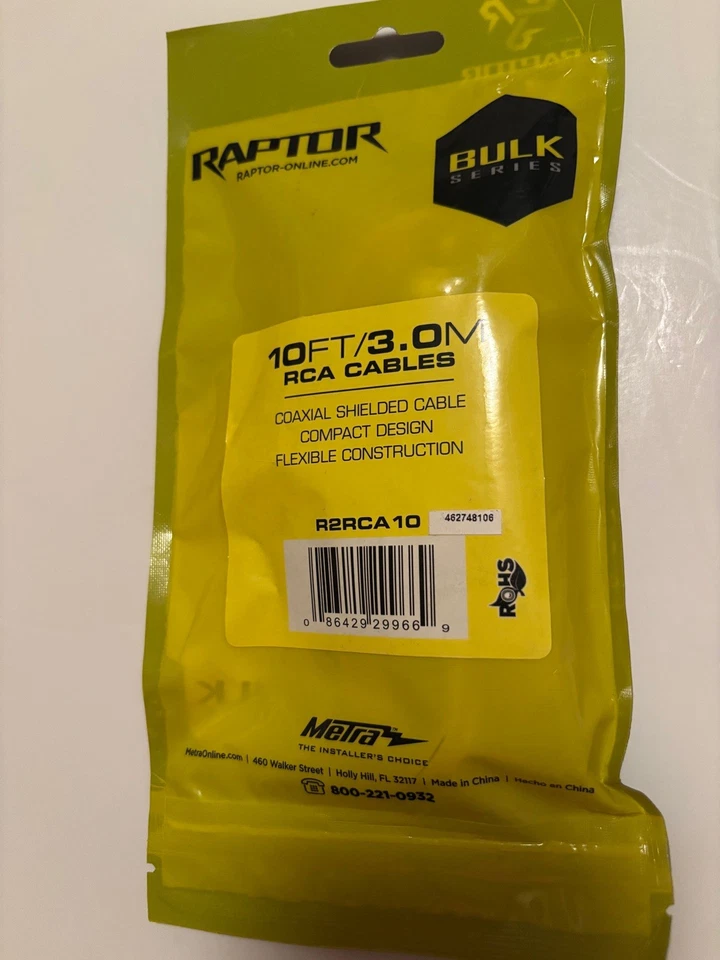 RAPTOR
RAPTOR-ONLINE.COM
BULK
SERIES
10FT/3.0M
RCA CABLES
COAXIAL SHIELDED CABLE
COMPACT DESIGN
FLEXIBLE CONSTRUCTION
R2RCA10
462748106
0 86429 29966 9
ROHS
Metra
THE INSTALLER'S CHOICE
MetraOnline.com | 460 Walker Street | Holly Hill, FL 32117 | Made in China | Hecho en China
800-221-0932